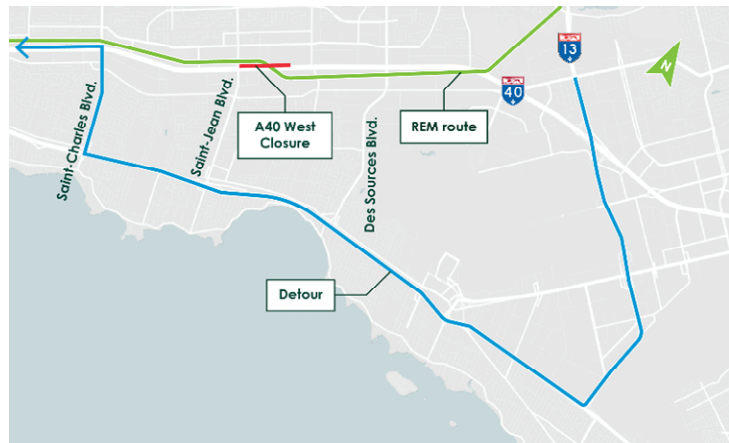 13
N
40
A40 West
Closure
REM route
Saint-Charles Blvd.
Saint-Jean Blvd.
Des Sources Blvd.
Detour